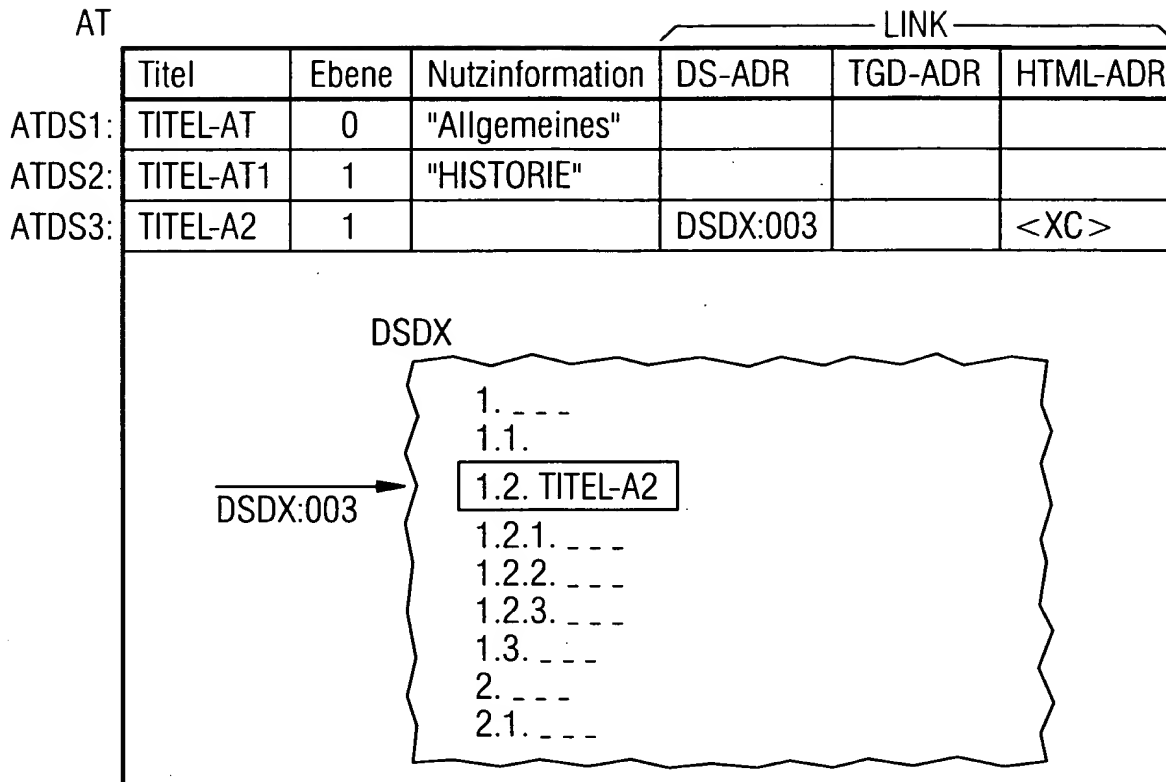 AT
LINK
Titel Ebene Nutzinformation DS-ADR TGD-ADR HTML-ADR
ATDS1: TITEL-AT 0 "Allgemeines"
ATDS2: TITEL-AT1 1 "HISTORIE"
ATDS3: TITEL-A2 1 DSDX:003 <XC>
DSDX
1. _ _ _
1.1.
1.2. TITEL-A2
DSDX:003
1.2.1. _ _ _
1.2.2. _ _ _
1.2.3. _ _ _
1.3. _ _ _
2. _ _ _
2.1. _ _ _